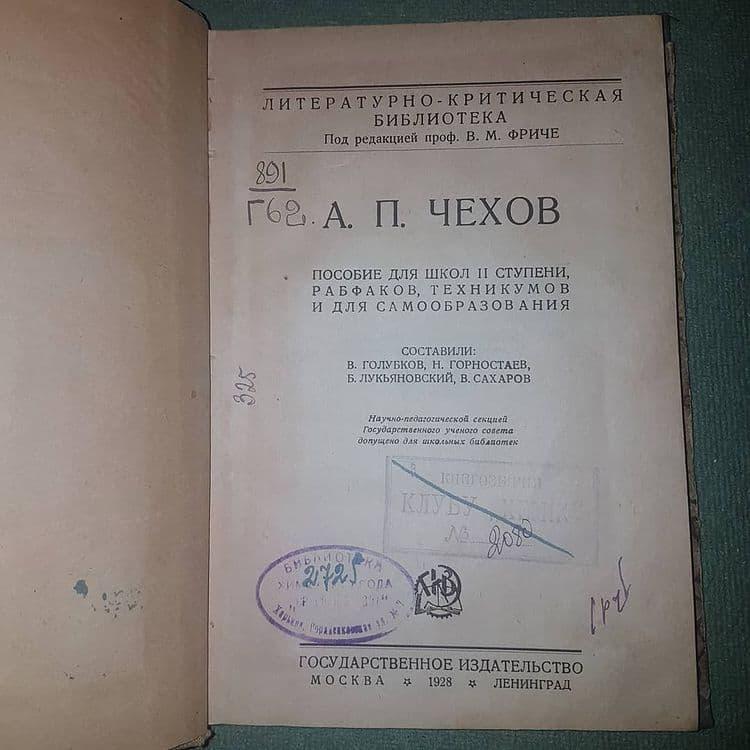 ЛИТЕРАТУРНО-КРИТИЧЕСКАЯ
БИБЛИОТЕКА
Под редакцией проф. В. М. ФРИЧЕ
891
Г62.
А. П. ЧЕХОВ
ПОСОБИЕ ДЛЯ ШКОЛ II СТУПЕНИ,
РАБФАКОВ, ТЕХНИКУМОВ
И ДЛЯ САМООБРАЗОВАНИЯ
СОСТАВИЛИ:
В. ГОЛУБКОВ, Н. ГОРНОСТАЕВ,
Б. ЛУКЬЯНОВСКИЙ, В. САХАРОВ
325
Научно-педагогической секцией
Государственного ученого совета
допущено для школьных библиотек
КЛУБУ
№ 2080
БИБЛИОТЕКА
2725
Харьков,
ГОСУДАРСТВЕННОЕ ИЗДАТЕЛЬСТВО
МОСКВА ☆ 1928 ☆ ЛЕНИНГРАД